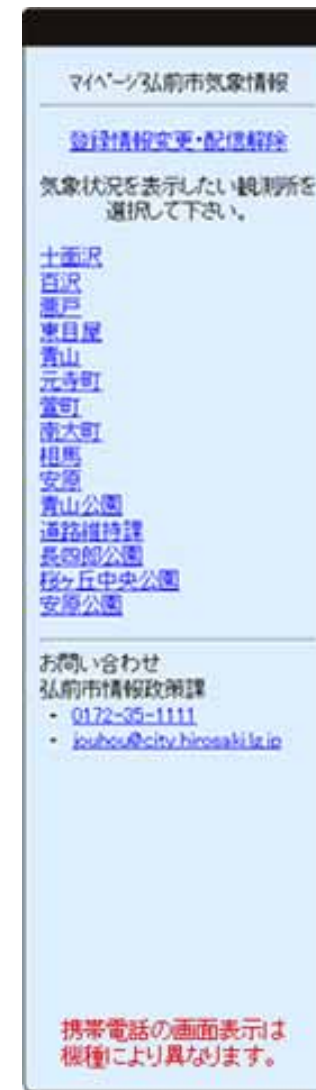 マイページ弘前市気象情報
登録情報変更・配信解除
気象状況を表示したい観測所を
選択して下さい。
十面沢
百沢
悪戸
東目屋
青山
元寺町
萱町
南大町
相馬
安原
青山公園
道路維持課
長四郎公園
桜ヶ丘中央公園
安原公園
お問い合わせ
弘前市情報政策課
・ 0172-35-1111
・ jouhou@city.hirosaki.lg.jp
携帯電話の画面表示は
機種により異なります。